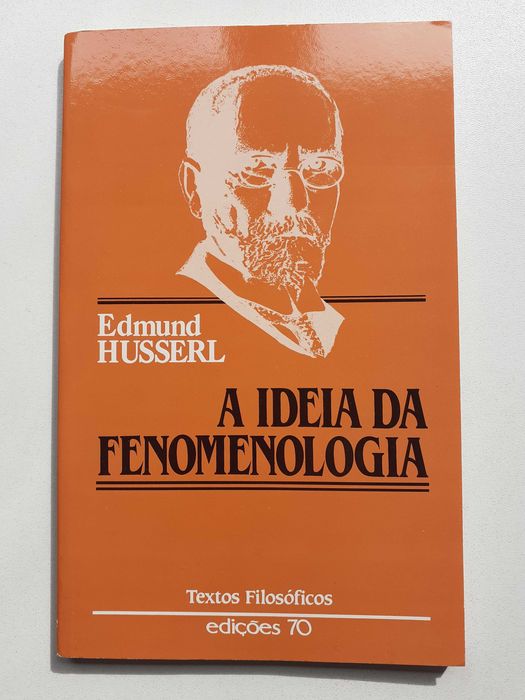 Edmund
HUSSERL
A IDEIA DA
FENOMENOLOGIA
Textos Filosóficos
edições 70